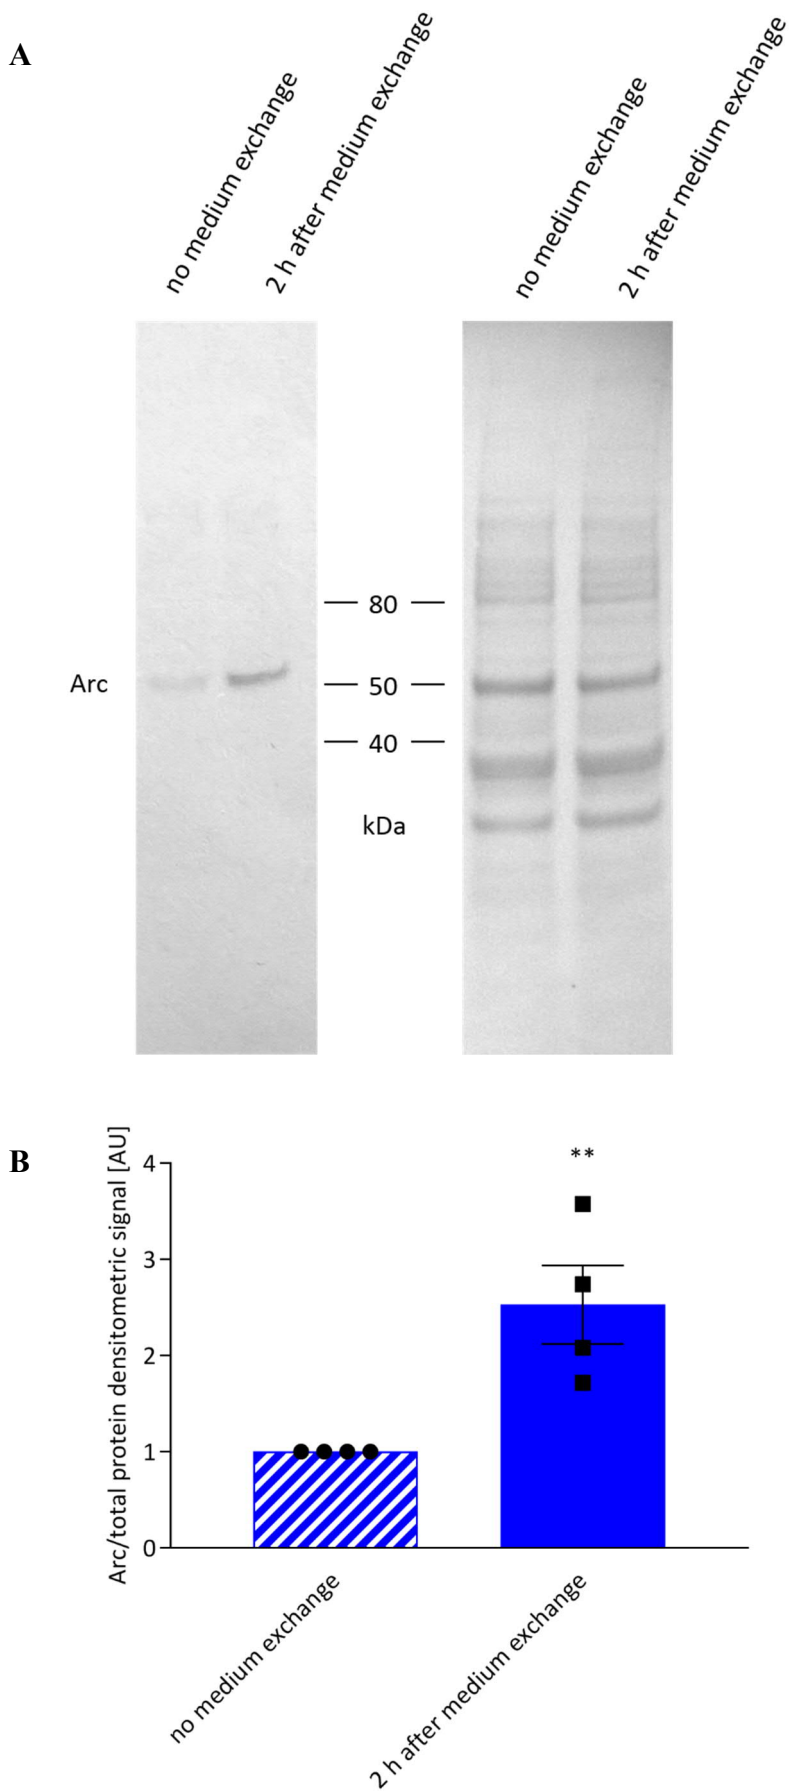 A
no medium exchange
2 h after medium exchange
no medium exchange
2 h after medium exchange
80
Arc
50
40
kDa
B
Arc/total protein densitometric signal [AU]
4
3
2
1
0
**
no medium exchange
2 h after medium exchange